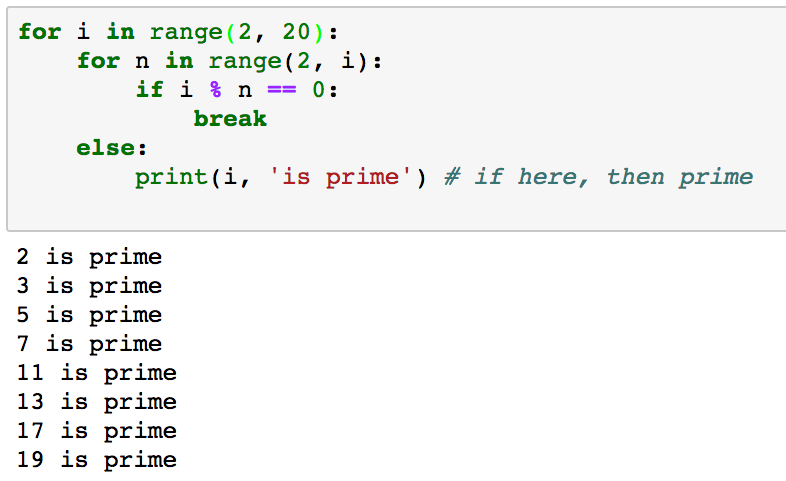 for i in range(2, 20):
    for n in range(2, i):
        if i % n == 0:
            break
    else:
        print(i, 'is prime') # if here, then prime
2 is prime
3 is prime
5 is prime
7 is prime
11 is prime
13 is prime
17 is prime
19 is prime